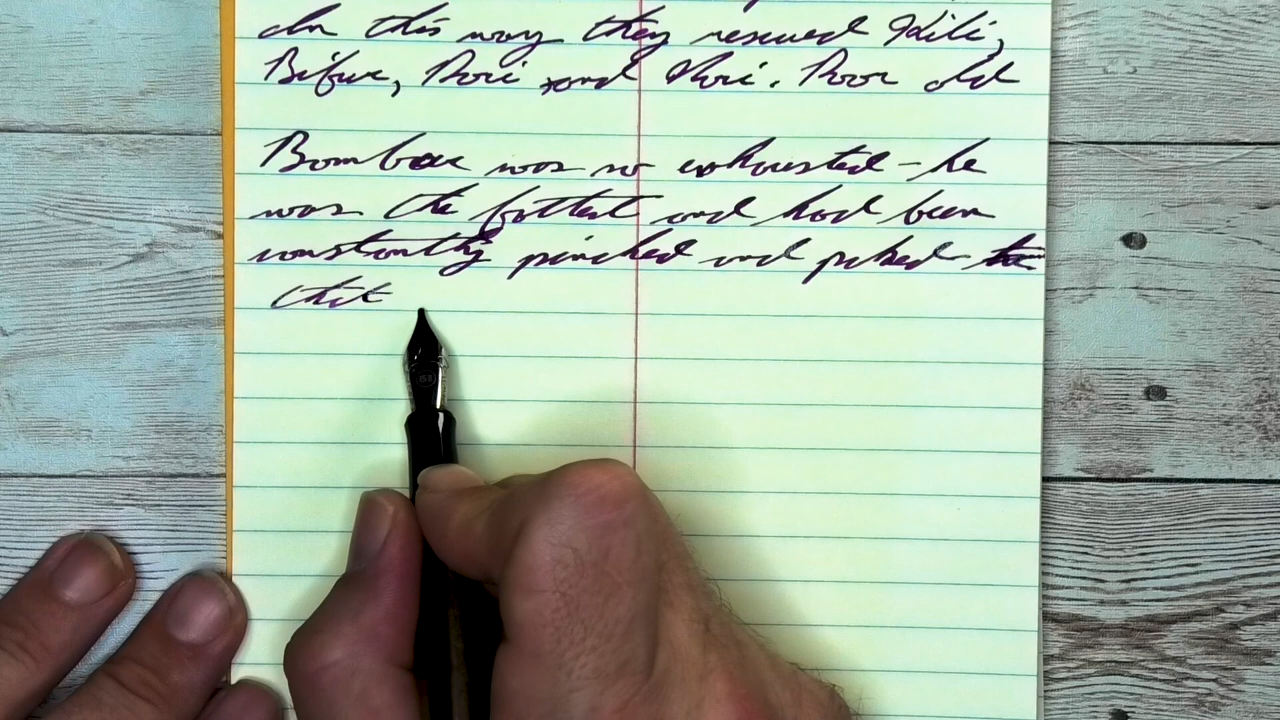 In this way they rescued Kili,
Bifur, Dori and Nori. Poor old
Bombur was so exhausted – he
was the fattest and had been
constantly pinched and poked
that